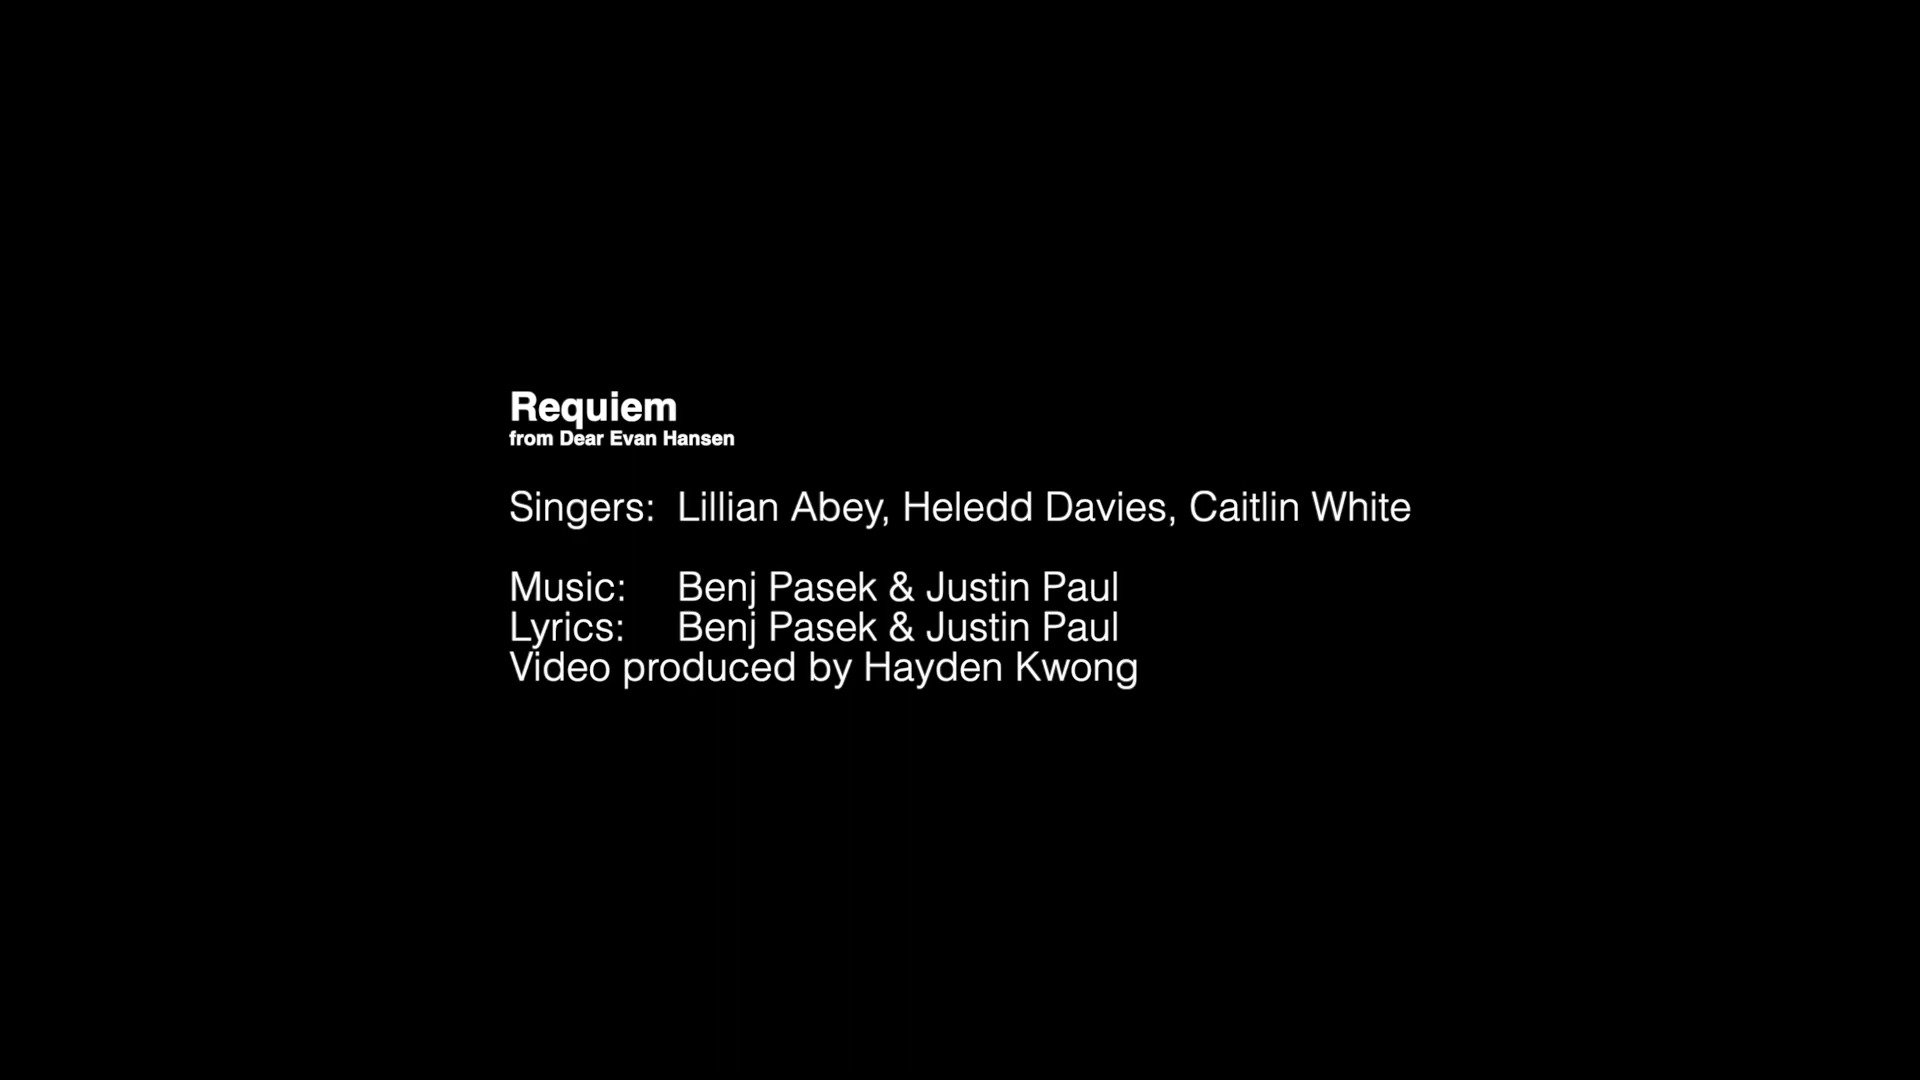 Requiem
from Dear Evan Hansen
Singers: Lillian Abey, Heledd Davies, Caitlin White
Music: Benj Pasek & Justin Paul
Lyrics: Benj Pasek & Justin Paul
Video produced by Hayden Kwong